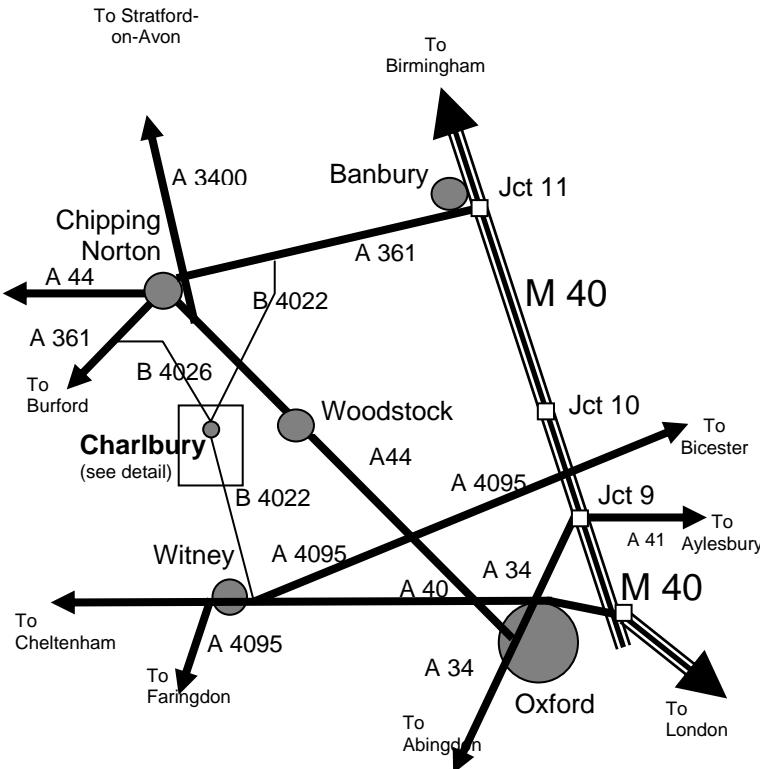 To Stratford-
on-Avon
To
Birmingham
A 3400
Banbury
Jct 11
Chipping
Norton
A 361
A 44
B 4022
M 40
A 361
B 4026
To
Burford
Jct 10
Woodstock
To
Bicester
Charlbury
(see detail)
A44
A 4095
Jct 9
B 4022
A 41
To
Aylesbury
Witney
A 4095
A 34
A 40
M 40
To
Cheltenham
A 4095
To
Faringdon
A 34
Oxford
To
London
To
Abingdon